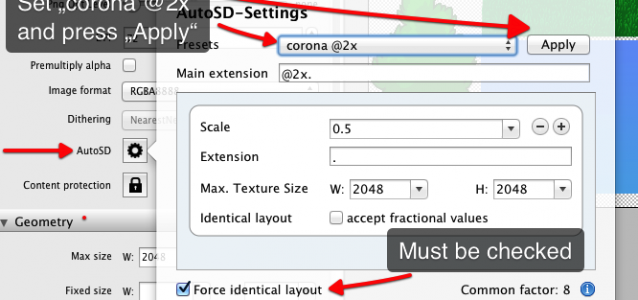 Set „corona @2x“
and press „Apply“
AutoSD-Settings
Presets corona @2x Apply
Main extension @2x.
Premultiply alpha
Image format RGBA8888
Dithering
AutoSD
Content protection
Scale 0.5
Extension .
Max. Texture Size W: 2048 H: 2048
Identical layout accept fractional values
Geometry *
Must be checked
Max size W: 2048
Fixed size W:
Force identical layout Common factor: 8